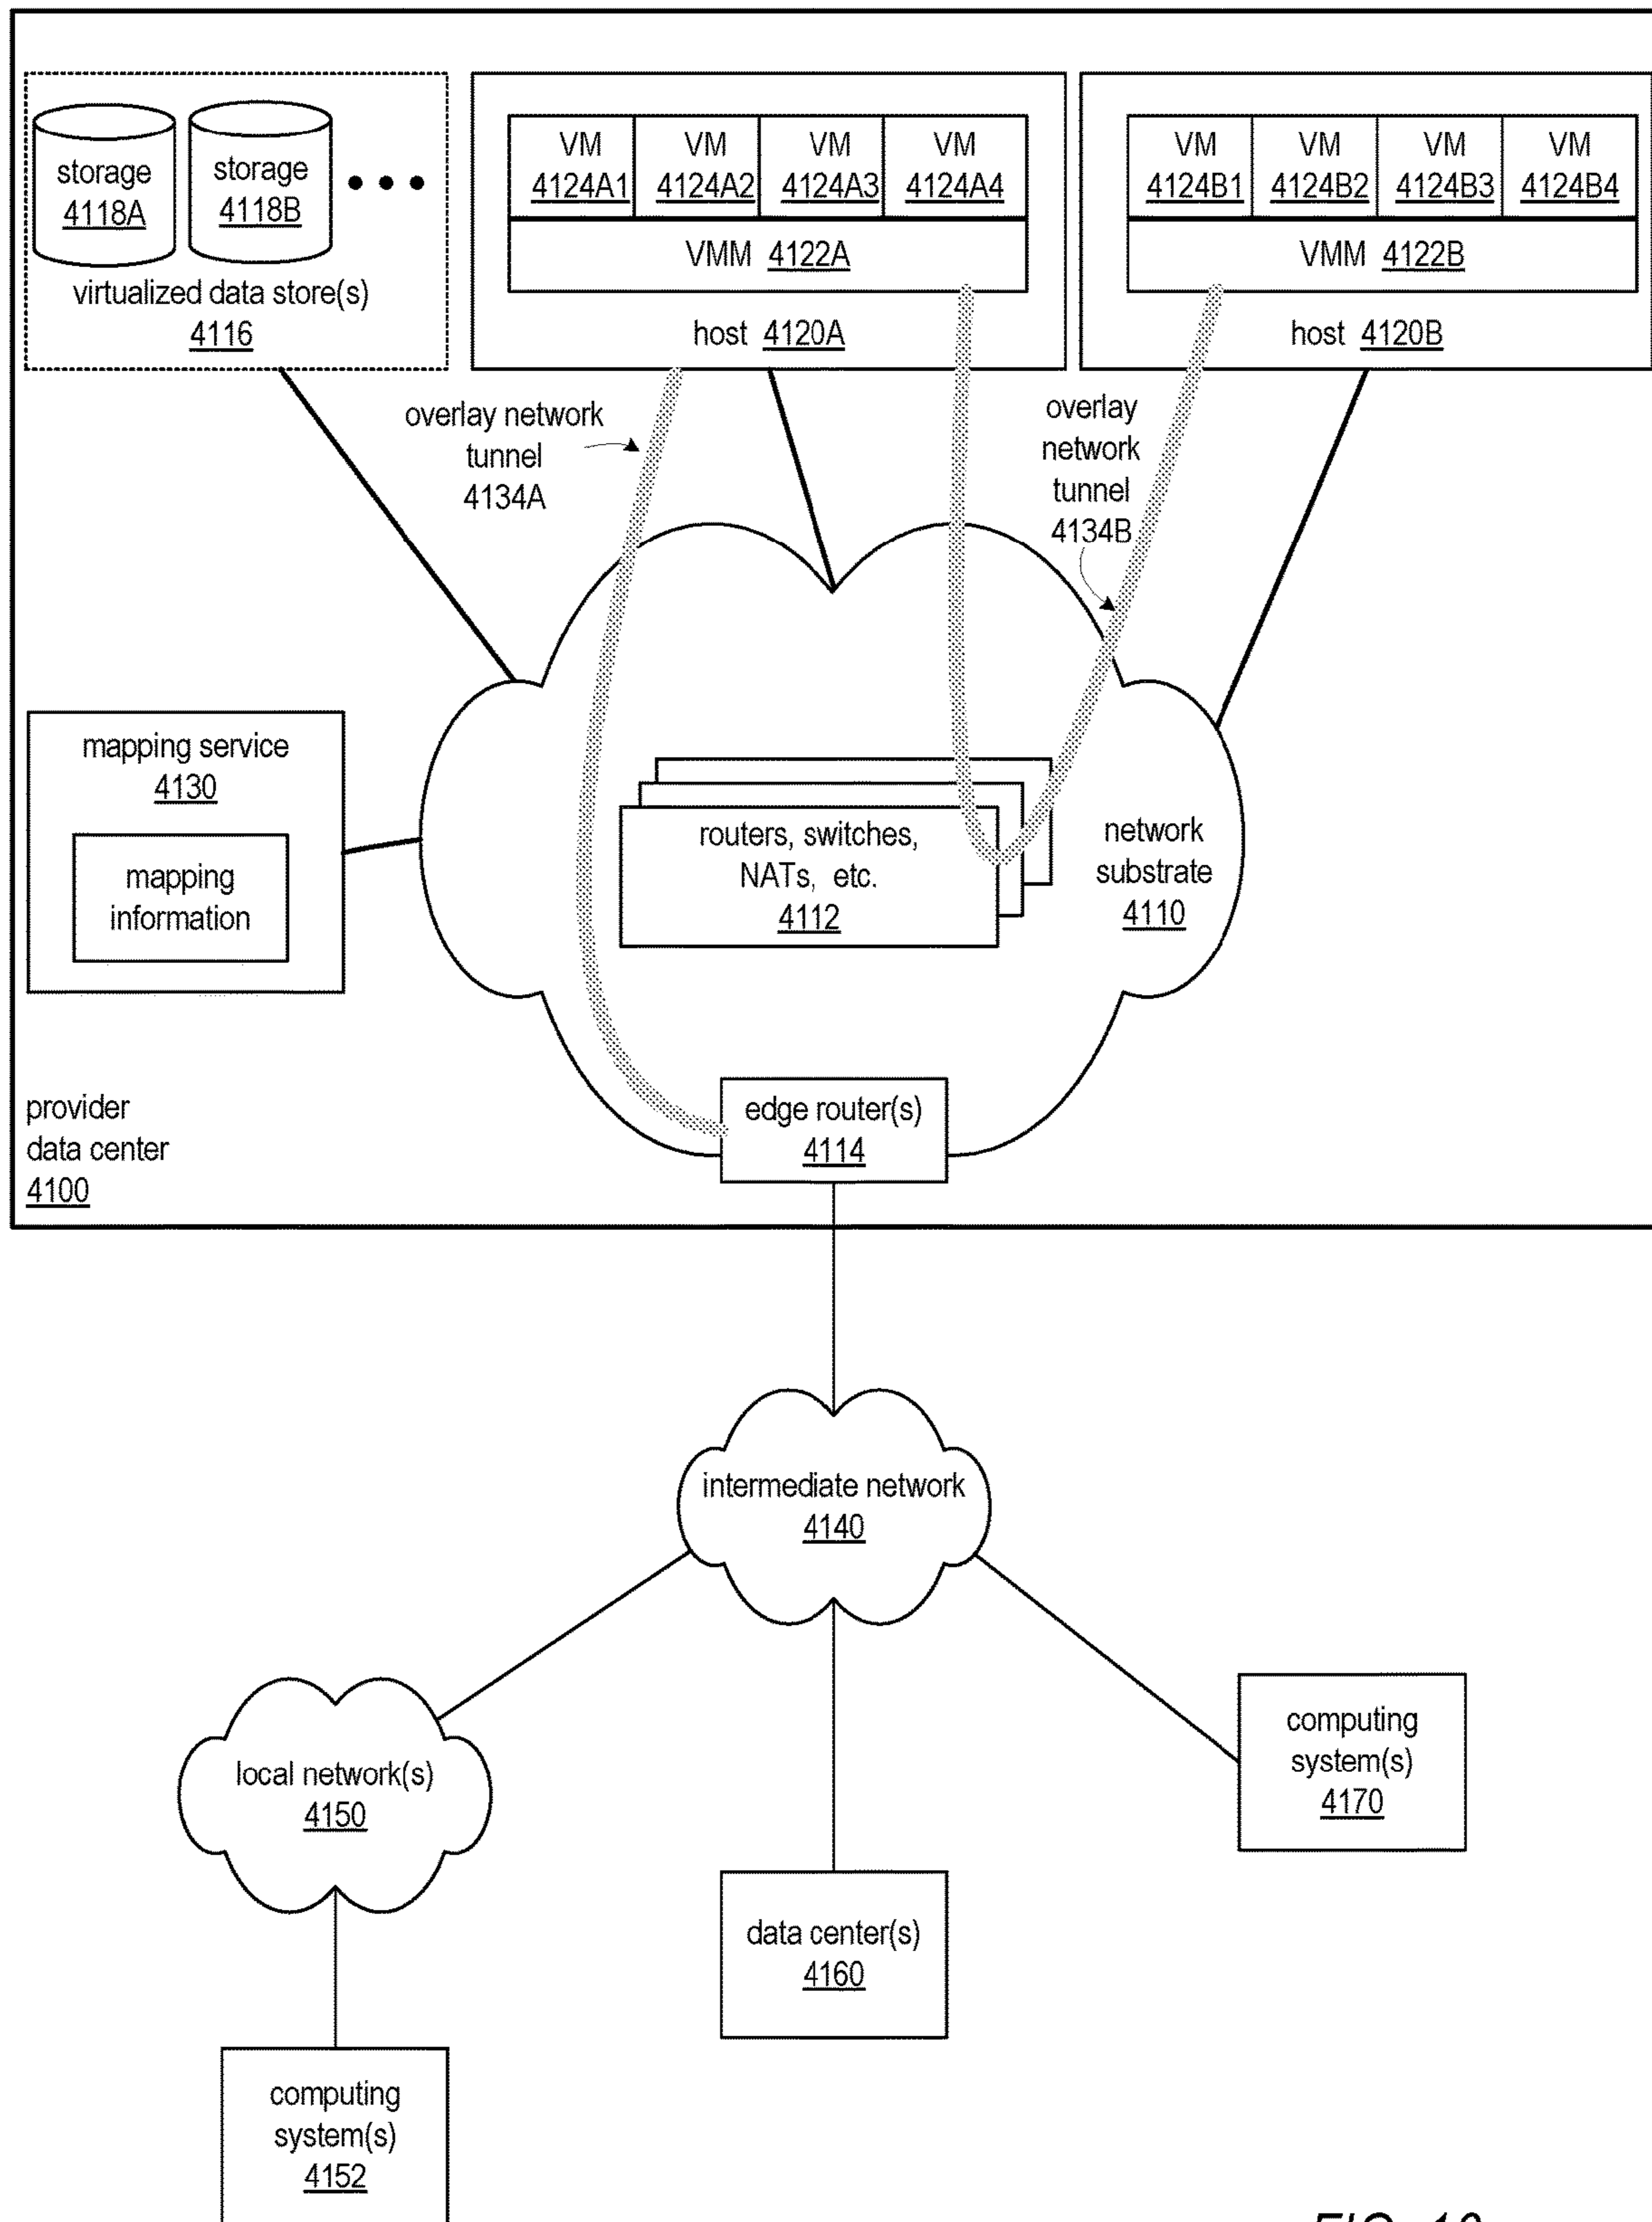 storage
4118A
storage
4118B
virtualized data store(s)
4116
VM
4124A1
VM
4124A2
VM
4124A3
VM
4124A4
VMM 4122A
host 4120A
VM
4124B1
VM
4124B2
VM
4124B3
VM
4124B4
VMM 4122B
host 4120B
overlay network
tunnel
4134A
overlay
network
tunnel
4134B
mapping service
4130
mapping
information
routers, switches,
NATs, etc.
4112
network
substrate
4110
edge router(s)
4114
provider
data center
4100
intermediate network
4140
local network(s)
4150
computing
system(s)
4170
data center(s)
4160
computing
system(s)
4152